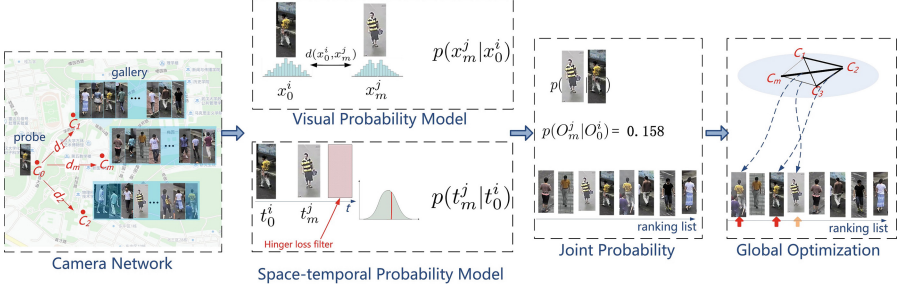 gallery
probe
C₁
d₁
C₀
dₘ
Cₘ
d₂
C₂
Camera Network
d(x₀ⁱ,xₘʲ)
p(xₘʲ|x₀ⁱ)
x₀ⁱ
xₘʲ
Visual Probability Model
p(tₘʲ|t₀ⁱ)
t₀ⁱ
tₘʲ
t
Hinger loss filter
Space-temporal Probability Model
p( | )
p(Oₘʲ|O₀ⁱ)= 0.158
ranking list
Joint Probability
C₁
C₂
Cₘ
C₃
ranking list
Global Optimization